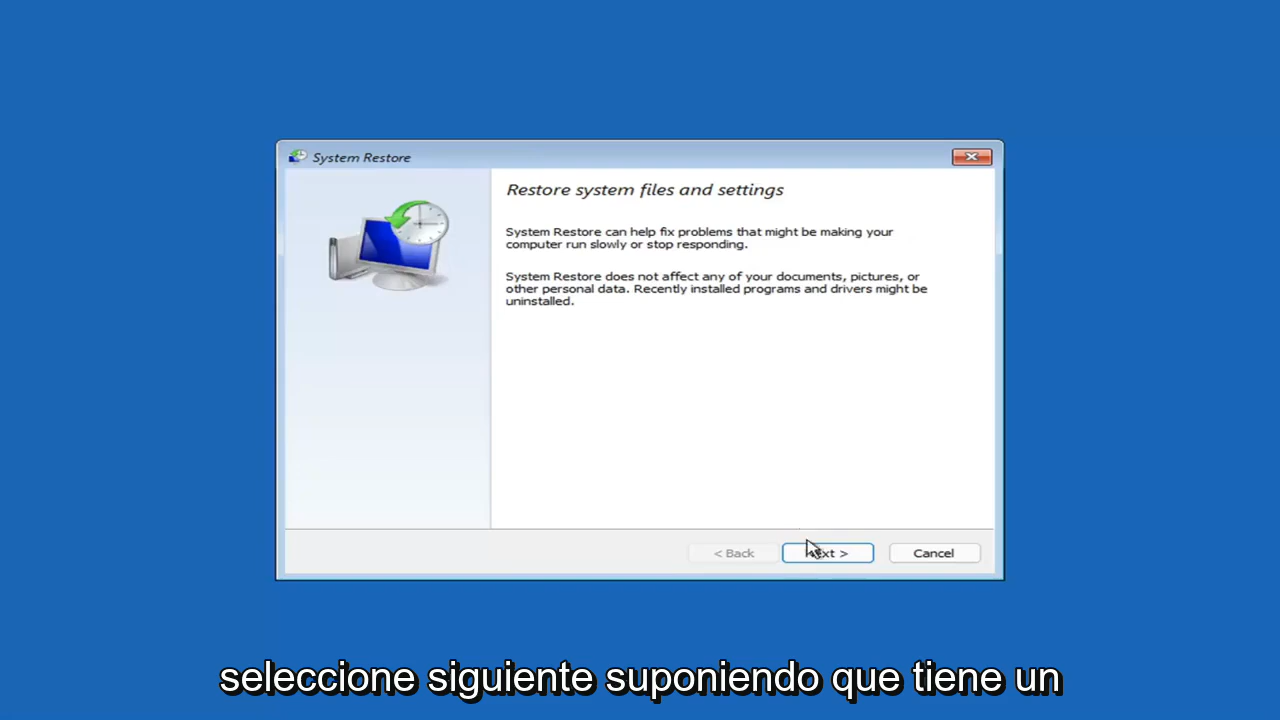 System Restore
Restore system files and settings
System Restore can help fix problems that might be making your
computer run slowly or stop responding.
System Restore does not affect any of your documents, pictures, or
other personal data. Recently installed programs and drivers might be
uninstalled.
< Back
Next >
Cancel
seleccione siguiente suponiendo que tiene un